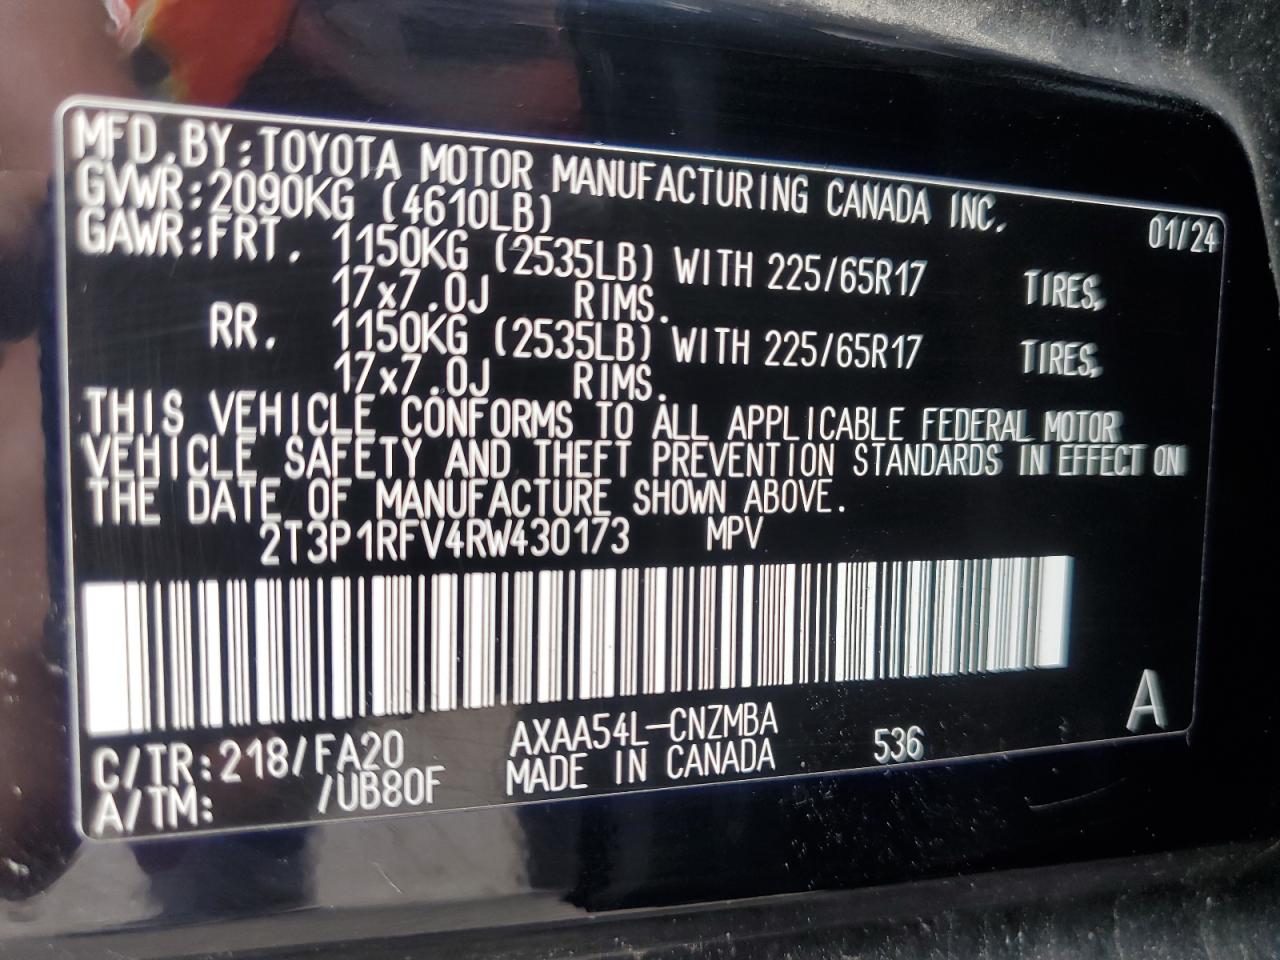 MFD.BY:TOYOTA MOTOR MANUFACTURING CANADA INC.
GVWR:2090KG (4610LB) 01/24
GAWR:FRT. 1150KG (2535LB) WITH 225/65R17 TIRES,
17x7.0J RIMS.
RR. 1150KG (2535LB) WITH 225/65R17 TIRES,
17x7.0J RIMS.
THIS VEHICLE CONFORMS TO ALL APPLICABLE FEDERAL MOTOR
VEHICLE SAFETY AND THEFT PREVENTION STANDARDS IN EFFECT ON
THE DATE OF MANUFACTURE SHOWN ABOVE.
2T3P1RFV4RW430173 MPV
A
C/TR:218/FA20 AXAA54L-CNZMBA 536
A/TM: /UB80F MADE IN CANADA